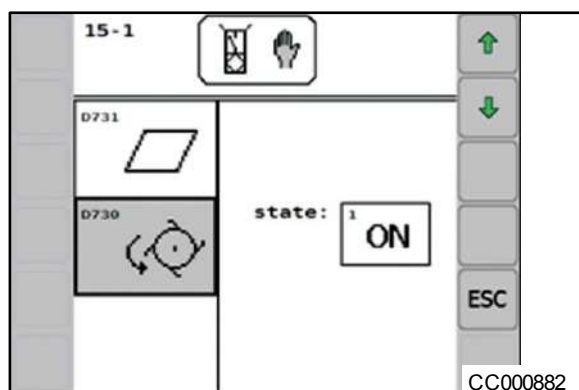 15-1
D731
D730
state:
1
ON
ESC
CC000882